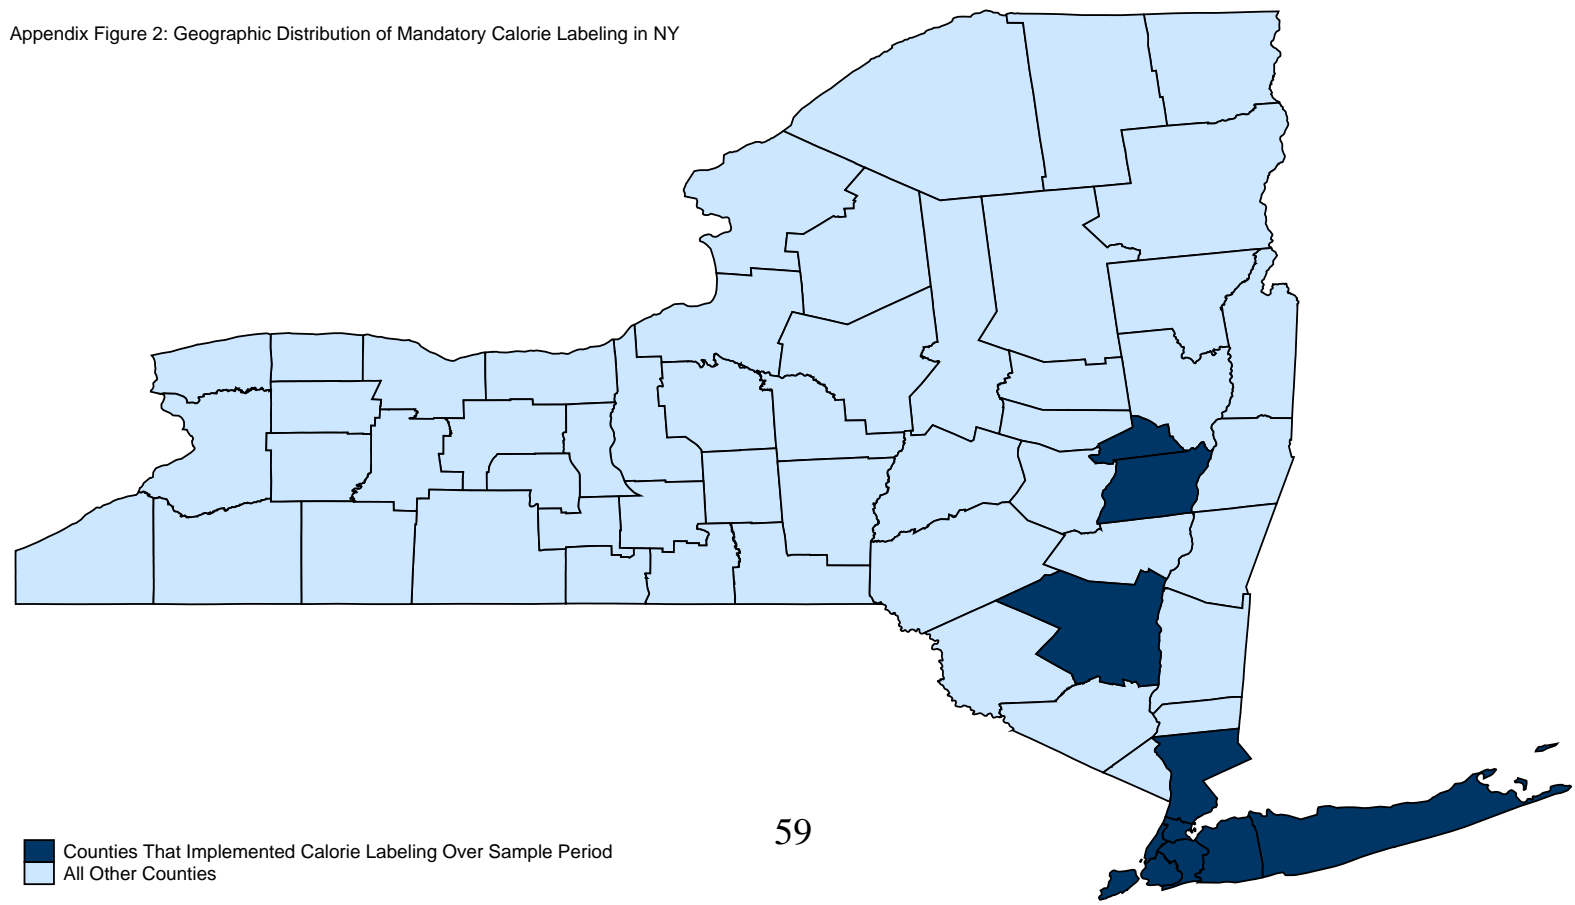 Appendix Figure 2: Geographic Distribution of Mandatory Calorie Labeling in NY
59
Counties That Implemented Calorie Labeling Over Sample Period
All Other Counties